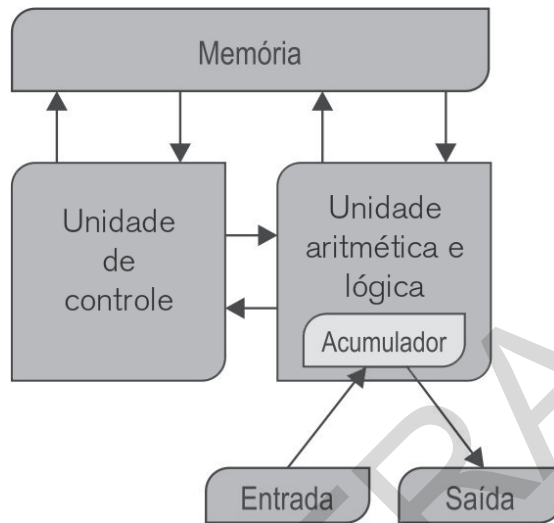 Memória
Unidade
de
controle
Unidade
aritmética e
lógica
Acumulador
Entrada
Saída